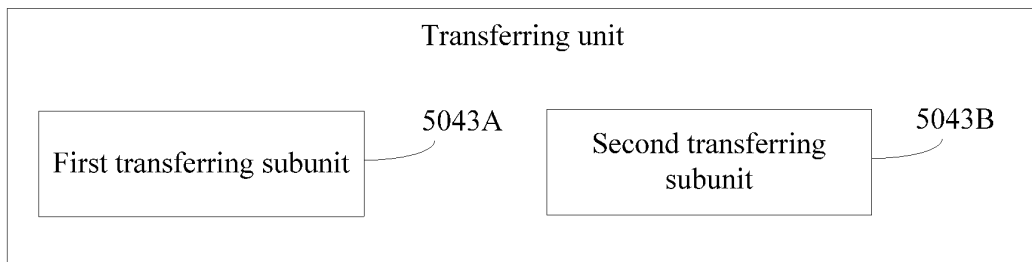 Transferring unit
First transferring subunit
5043A
Second transferring
subunit
5043B